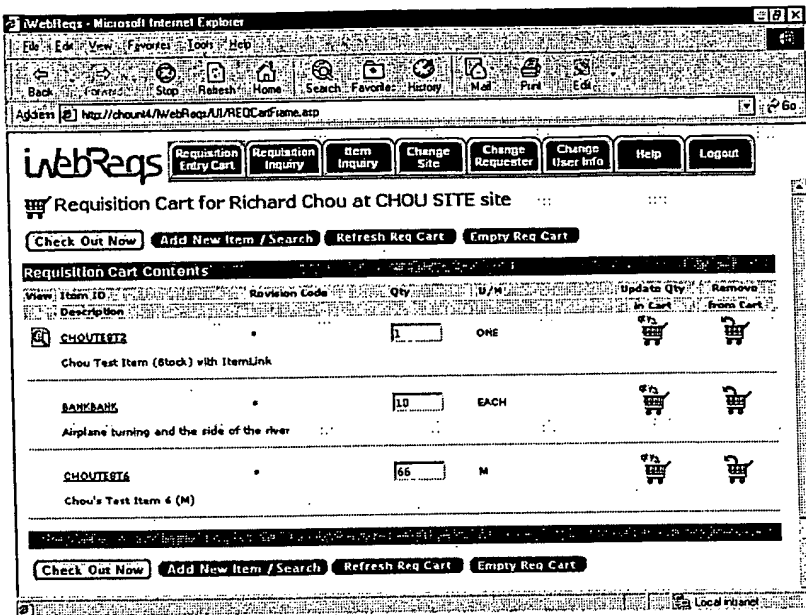 iWebReqs - Microsoft Internet Explorer
File Edit View Favorites Tools Help
Back Forward Stop Refresh Home Search Favorites History Mail Print Edit
Address http://chount4/iWebReqs/UI/REQCartFrame.asp Go
iWebReqs Requisition Entry Cart Requisition Inquiry Item Inquiry Change Site Change Requester Change User Info Help Logout
Requisition Cart for Richard Chou at CHOU SITE site
Check Out Now Add New Item / Search Refresh Req Cart Empty Req Cart
Requisition Cart Contents
View Item ID Revision Code Qty U/M Update Qty Remove
Description in Cart from Cart
CHOUTEST2 * 1 ONE
Chou Test Item (Stock) with ItemLink
BANKBANK * 10 EACH
Airplane turning and the side of the river
CHOUTEST6 * 66 M
Chou's Test Item 6 (M)
Check Out Now Add New Item / Search Refresh Req Cart Empty Req Cart
Local intranet